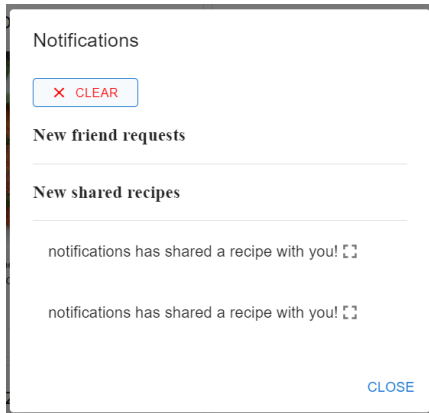 Notifications
CLEAR
New friend requests
New shared recipes
notifications has shared a recipe with you!
notifications has shared a recipe with you!
CLOSE